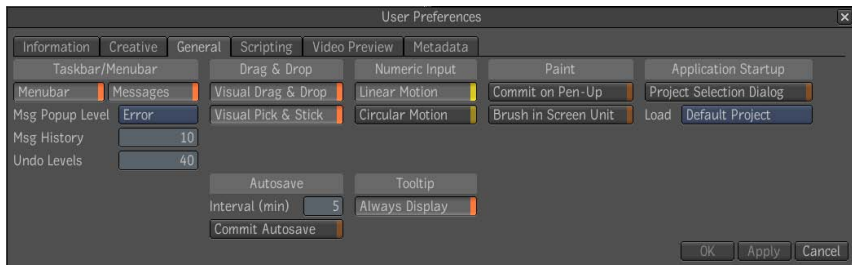 User Preferences
Information Creative General Scripting Video Preview Metadata
Taskbar/Menubar Drag & Drop Numeric Input Paint Application Startup
Menubar Messages Visual Drag & Drop Linear Motion Commit on Pen-Up Project Selection Dialog
Msg Popup Level Error Visual Pick & Stick Circular Motion Brush in Screen Unit Load Default Project
Msg History 10
Undo Levels 40
Autosave Tooltip
Interval (min) 5 Always Display
Commit Autosave
OK Apply Cancel